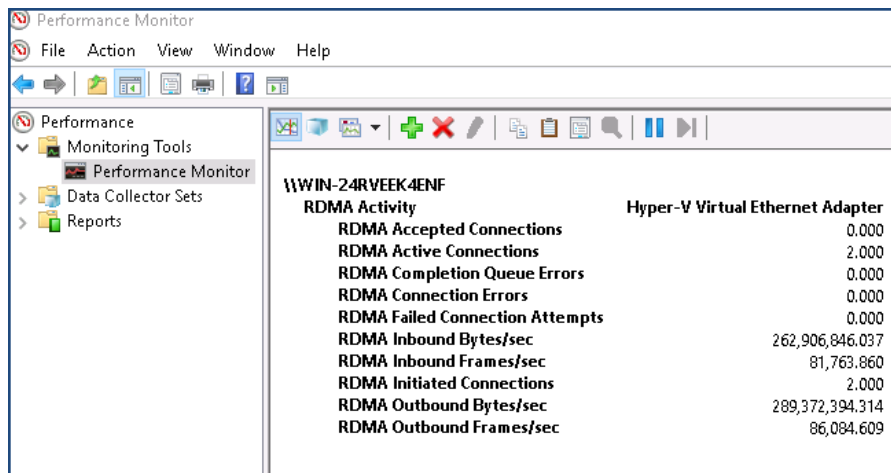 Performance Monitor
File Action View Window Help
Performance
Monitoring Tools
Performance Monitor
Data Collector Sets
Reports
\\WIN-24RVEEK4ENF
RDMA Activity Hyper-V Virtual Ethernet Adapter
RDMA Accepted Connections 0.000
RDMA Active Connections 2.000
RDMA Completion Queue Errors 0.000
RDMA Connection Errors 0.000
RDMA Failed Connection Attempts 0.000
RDMA Inbound Bytes/sec 262,906,846.037
RDMA Inbound Frames/sec 81,763.860
RDMA Initiated Connections 2.000
RDMA Outbound Bytes/sec 289,372,394.314
RDMA Outbound Frames/sec 86,084.609